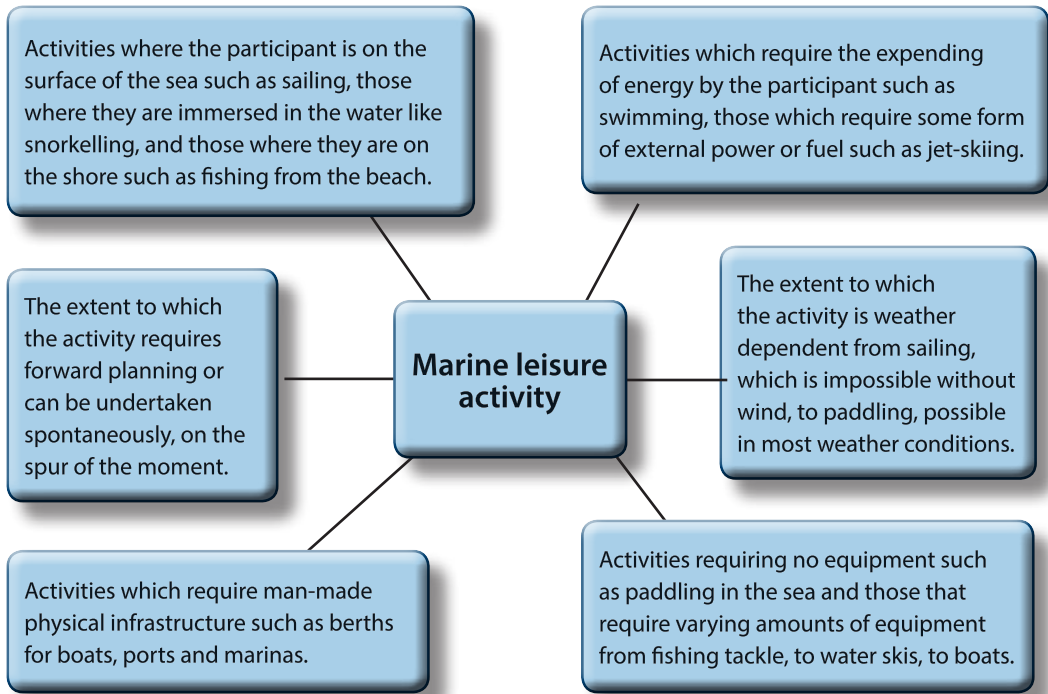 Activities where the participant is on the
surface of the sea such as sailing, those
where they are immersed in the water like
snorkelling, and those where they are on
the shore such as fishing from the beach.
Activities which require the expending
of energy by the participant such as
swimming, those which require some form
of external power or fuel such as jet-skiing.
The extent to which
the activity requires
forward planning or
can be undertaken
spontaneously, on the
spur of the moment.
Marine leisure
activity
The extent to which
the activity is weather
dependent from sailing,
which is impossible without
wind, to paddling, possible
in most weather conditions.
Activities which require man-made
physical infrastructure such as berths
for boats, ports and marinas.
Activities requiring no equipment such
as paddling in the sea and those that
require varying amounts of equipment
from fishing tackle, to water skis, to boats.